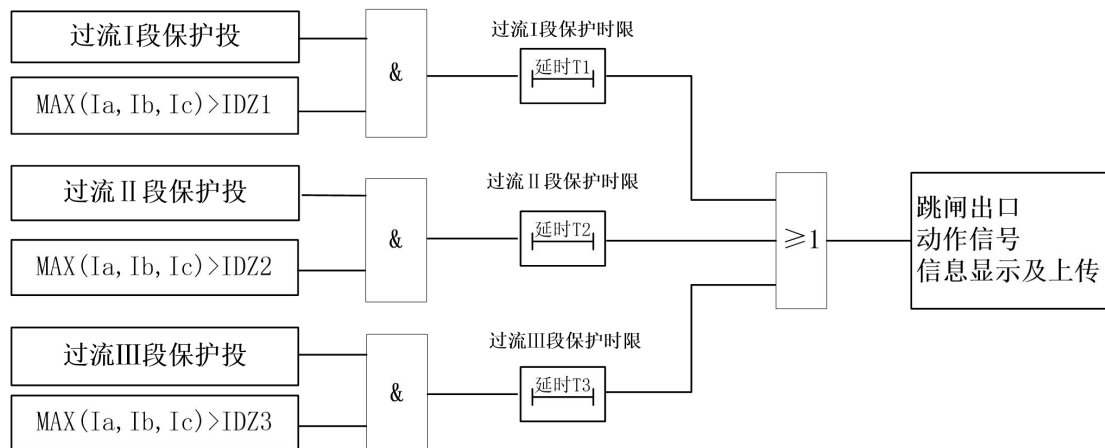 过流I段保护投
MAX(Ia,Ib,Ic)>IDZ1
&
过流I段保护时限
延时T1
过流Ⅱ段保护投
MAX(Ia,Ib,Ic)>IDZ2
&
过流Ⅱ段保护时限
延时T2
过流Ⅲ段保护投
MAX(Ia,Ib,Ic)>IDZ3
&
过流Ⅲ段保护时限
延时T3
≥1
跳闸出口
动作信号
信息显示及上传